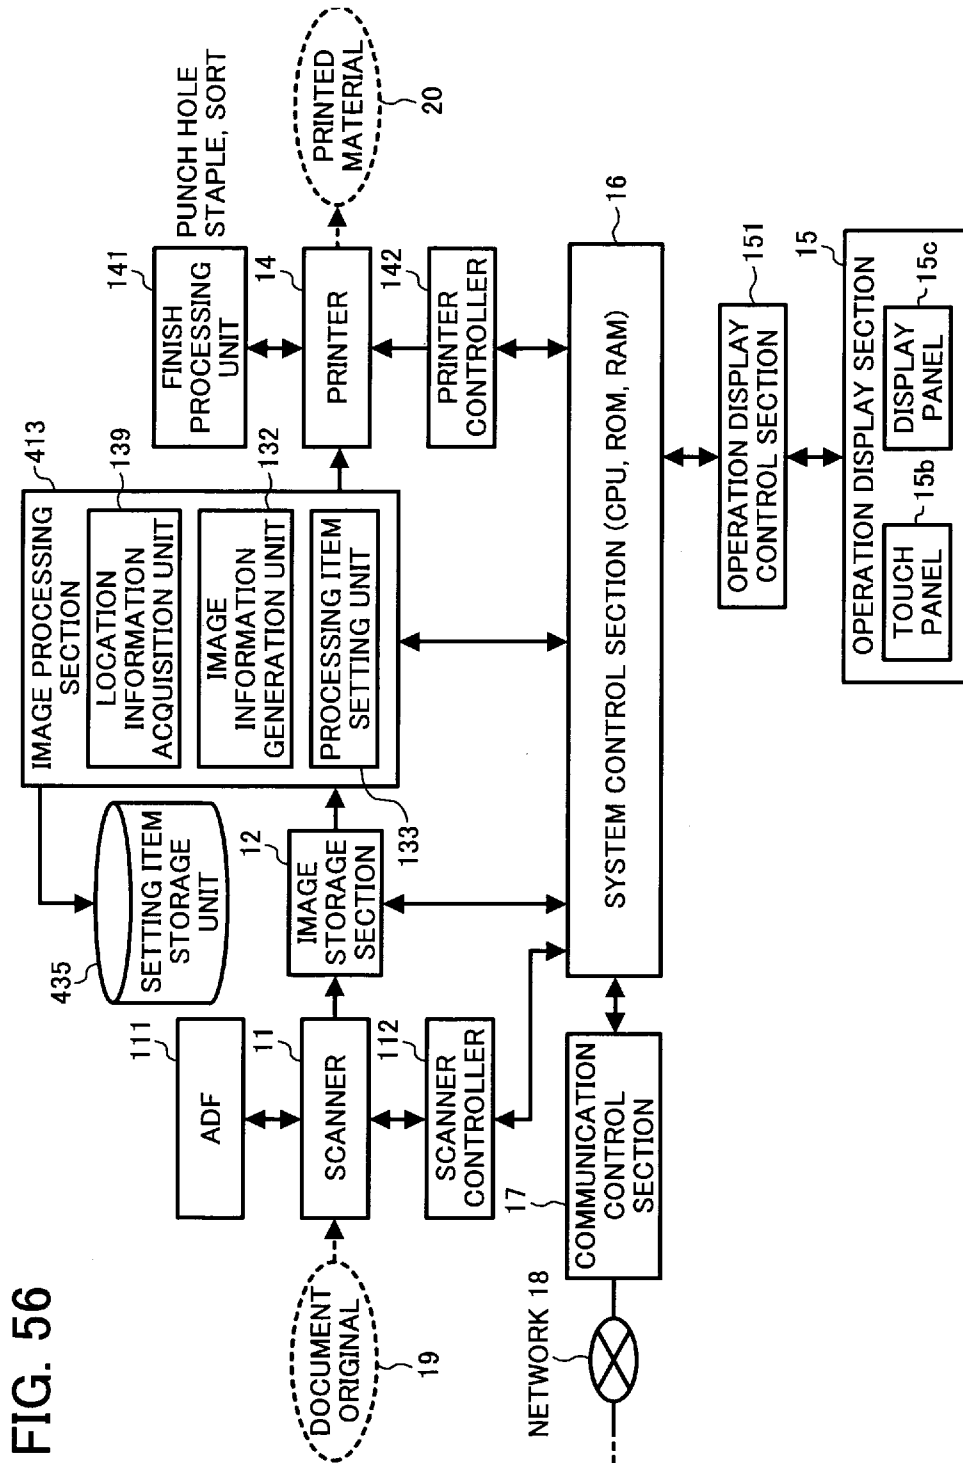 FIG. 56
DOCUMENT
ORIGINAL
19
ADF
111
SCANNER
11
SCANNER
CONTROLLER
112
SETTING ITEM
STORAGE
UNIT
435
IMAGE
STORAGE
SECTION
12
IMAGE PROCESSING
SECTION
413
LOCATION
INFORMATION
ACQUISITION UNIT
139
IMAGE
INFORMATION
GENERATION UNIT
132
PROCESSING ITEM
SETTING UNIT
133
FINISH
PROCESSING
UNIT
141
PUNCH HOLE
STAPLE, SORT
PRINTER
14
PRINTER
CONTROLLER
142
PRINTED
MATERIAL
20
NETWORK 18
COMMUNICATION
CONTROL
SECTION
17
SYSTEM CONTROL SECTION (CPU, ROM, RAM)
16
OPERATION DISPLAY
CONTROL SECTION
151
OPERATION DISPLAY SECTION
15
TOUCH
PANEL
15b
DISPLAY
PANEL
15c